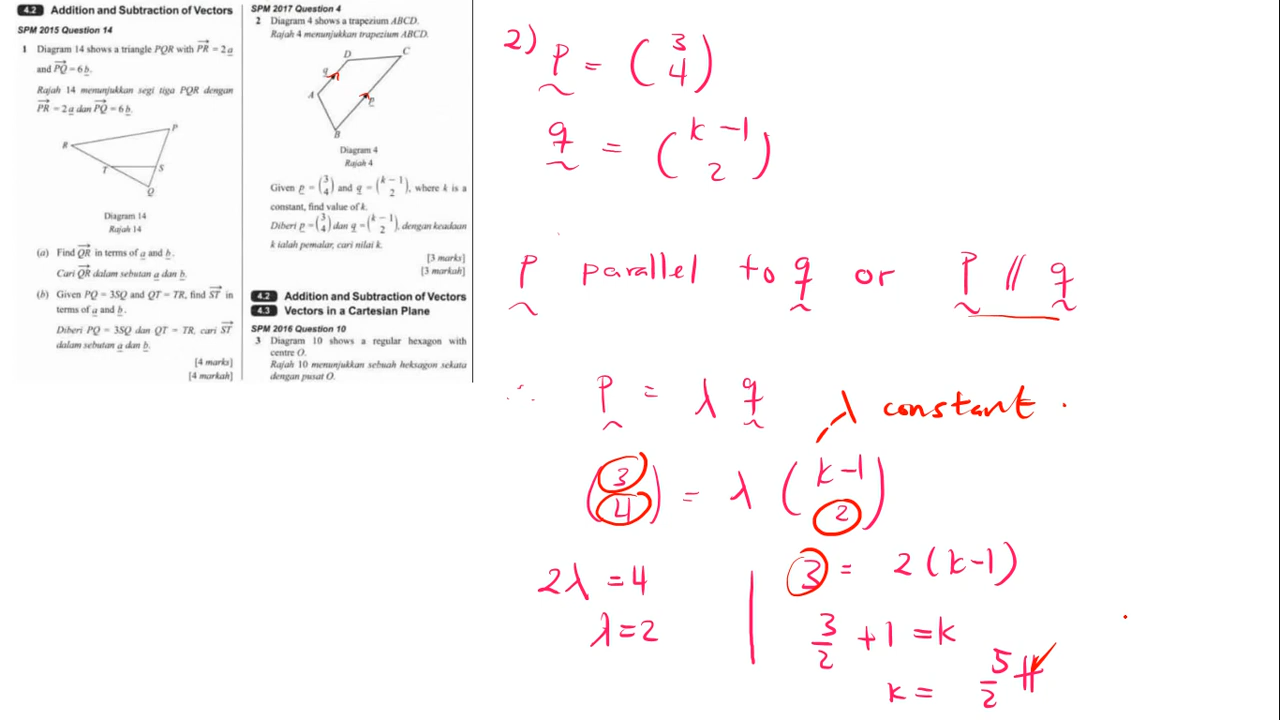 4.2 Addition and Subtraction of Vectors
SPM 2015 Question 14
1 Diagram 14 shows a triangle PQR with PR = 2a
and PQ = 6b.
Rajah 14 menunjukkan segi tiga PQR dengan
PR = 2a dan PQ = 6b.
P
R
T
S
Q
Diagram 14
Rajah 14
(a) Find QR in terms of a and b.
Cari QR dalam sebutan a dan b.
(b) Given PQ = 3SQ and QT = TR, find ST in
terms of a and b.
Diberi PQ = 3SQ dan QT = TR, cari ST
dalam sebutan a dan b.
[4 marks]
[4 markah]
SPM 2017 Question 4
2 Diagram 4 shows a trapezium ABCD.
Rajah 4 menunjukkan trapezium ABCD.
D
C
q
A
p
B
Diagram 4
Rajah 4
Given p = (3 4) and q = (k − 1 2), where k is a
constant, find value of k.
Diberi p = (3 4) dan q = (k − 1 2), dengan keadaan
k ialah pemalar, cari nilai k.
[3 marks]
[3 markah]
4.2 Addition and Subtraction of Vectors
4.3 Vectors in a Cartesian Plane
SPM 2016 Question 10
3 Diagram 10 shows a regular hexagon with
centre O.
Rajah 10 menunjukkan sebuah heksagon sekata
dengan pusat O.
2) p = (3 4)
q = (k−1 2)
p parallel to q or p // q
∴ p = λ q
λ constant.
(3 4) = λ (k−1 2)
2λ = 4
λ = 2
3 = 2(k−1)
3/2 + 1 = k
k = 5/2 #